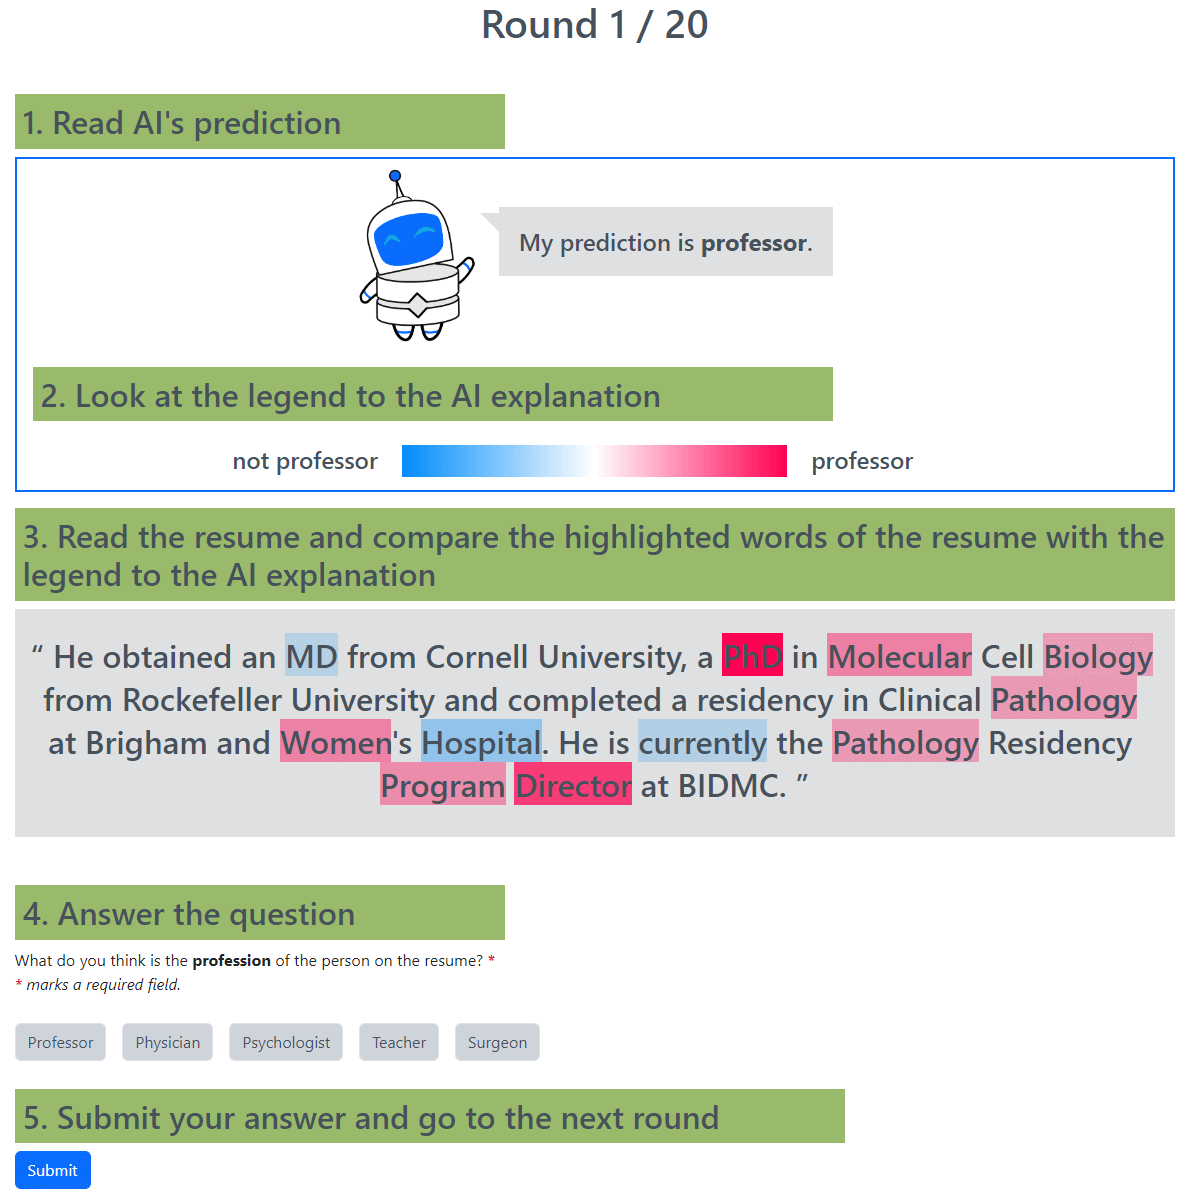 Round 1 / 20
1. Read AI's prediction
My prediction is professor.
2. Look at the legend to the AI explanation
not professor professor
3. Read the resume and compare the highlighted words of the resume with the
legend to the AI explanation
“ He obtained an MD from Cornell University, a PhD in Molecular Cell Biology
from Rockefeller University and completed a residency in Clinical Pathology
at Brigham and Women's Hospital. He is currently the Pathology Residency
Program Director at BIDMC. ”
4. Answer the question
What do you think is the profession of the person on the resume? *
* marks a required field.
Professor Physician Psychologist Teacher Surgeon
5. Submit your answer and go to the next round
Submit